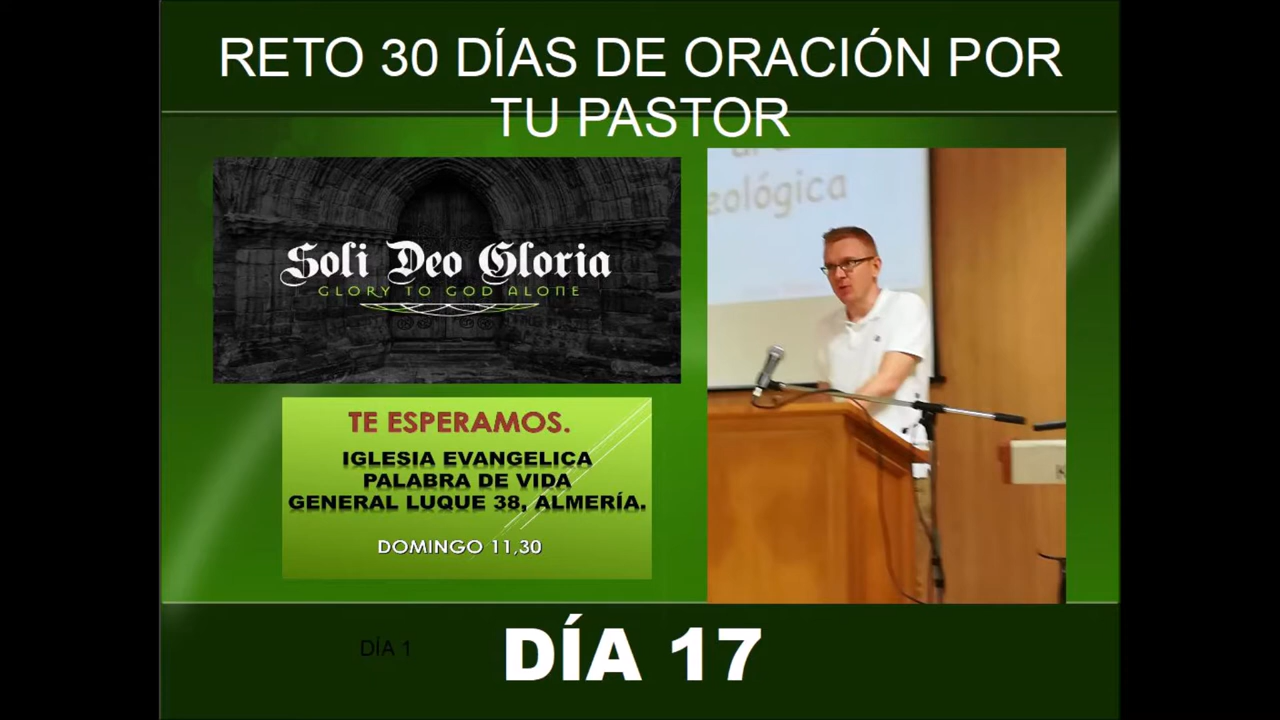 RETO 30 DÍAS DE ORACIÓN POR
TU PASTOR
eológica
Soli Deo Gloria
GLORY TO GOD ALONE
TE ESPERAMOS.
IGLESIA EVANGELICA
PALABRA DE VIDA
GENERAL LUQUE 38, ALMERÍA.
DOMINGO 11,30
DÍA 1
DÍA 17